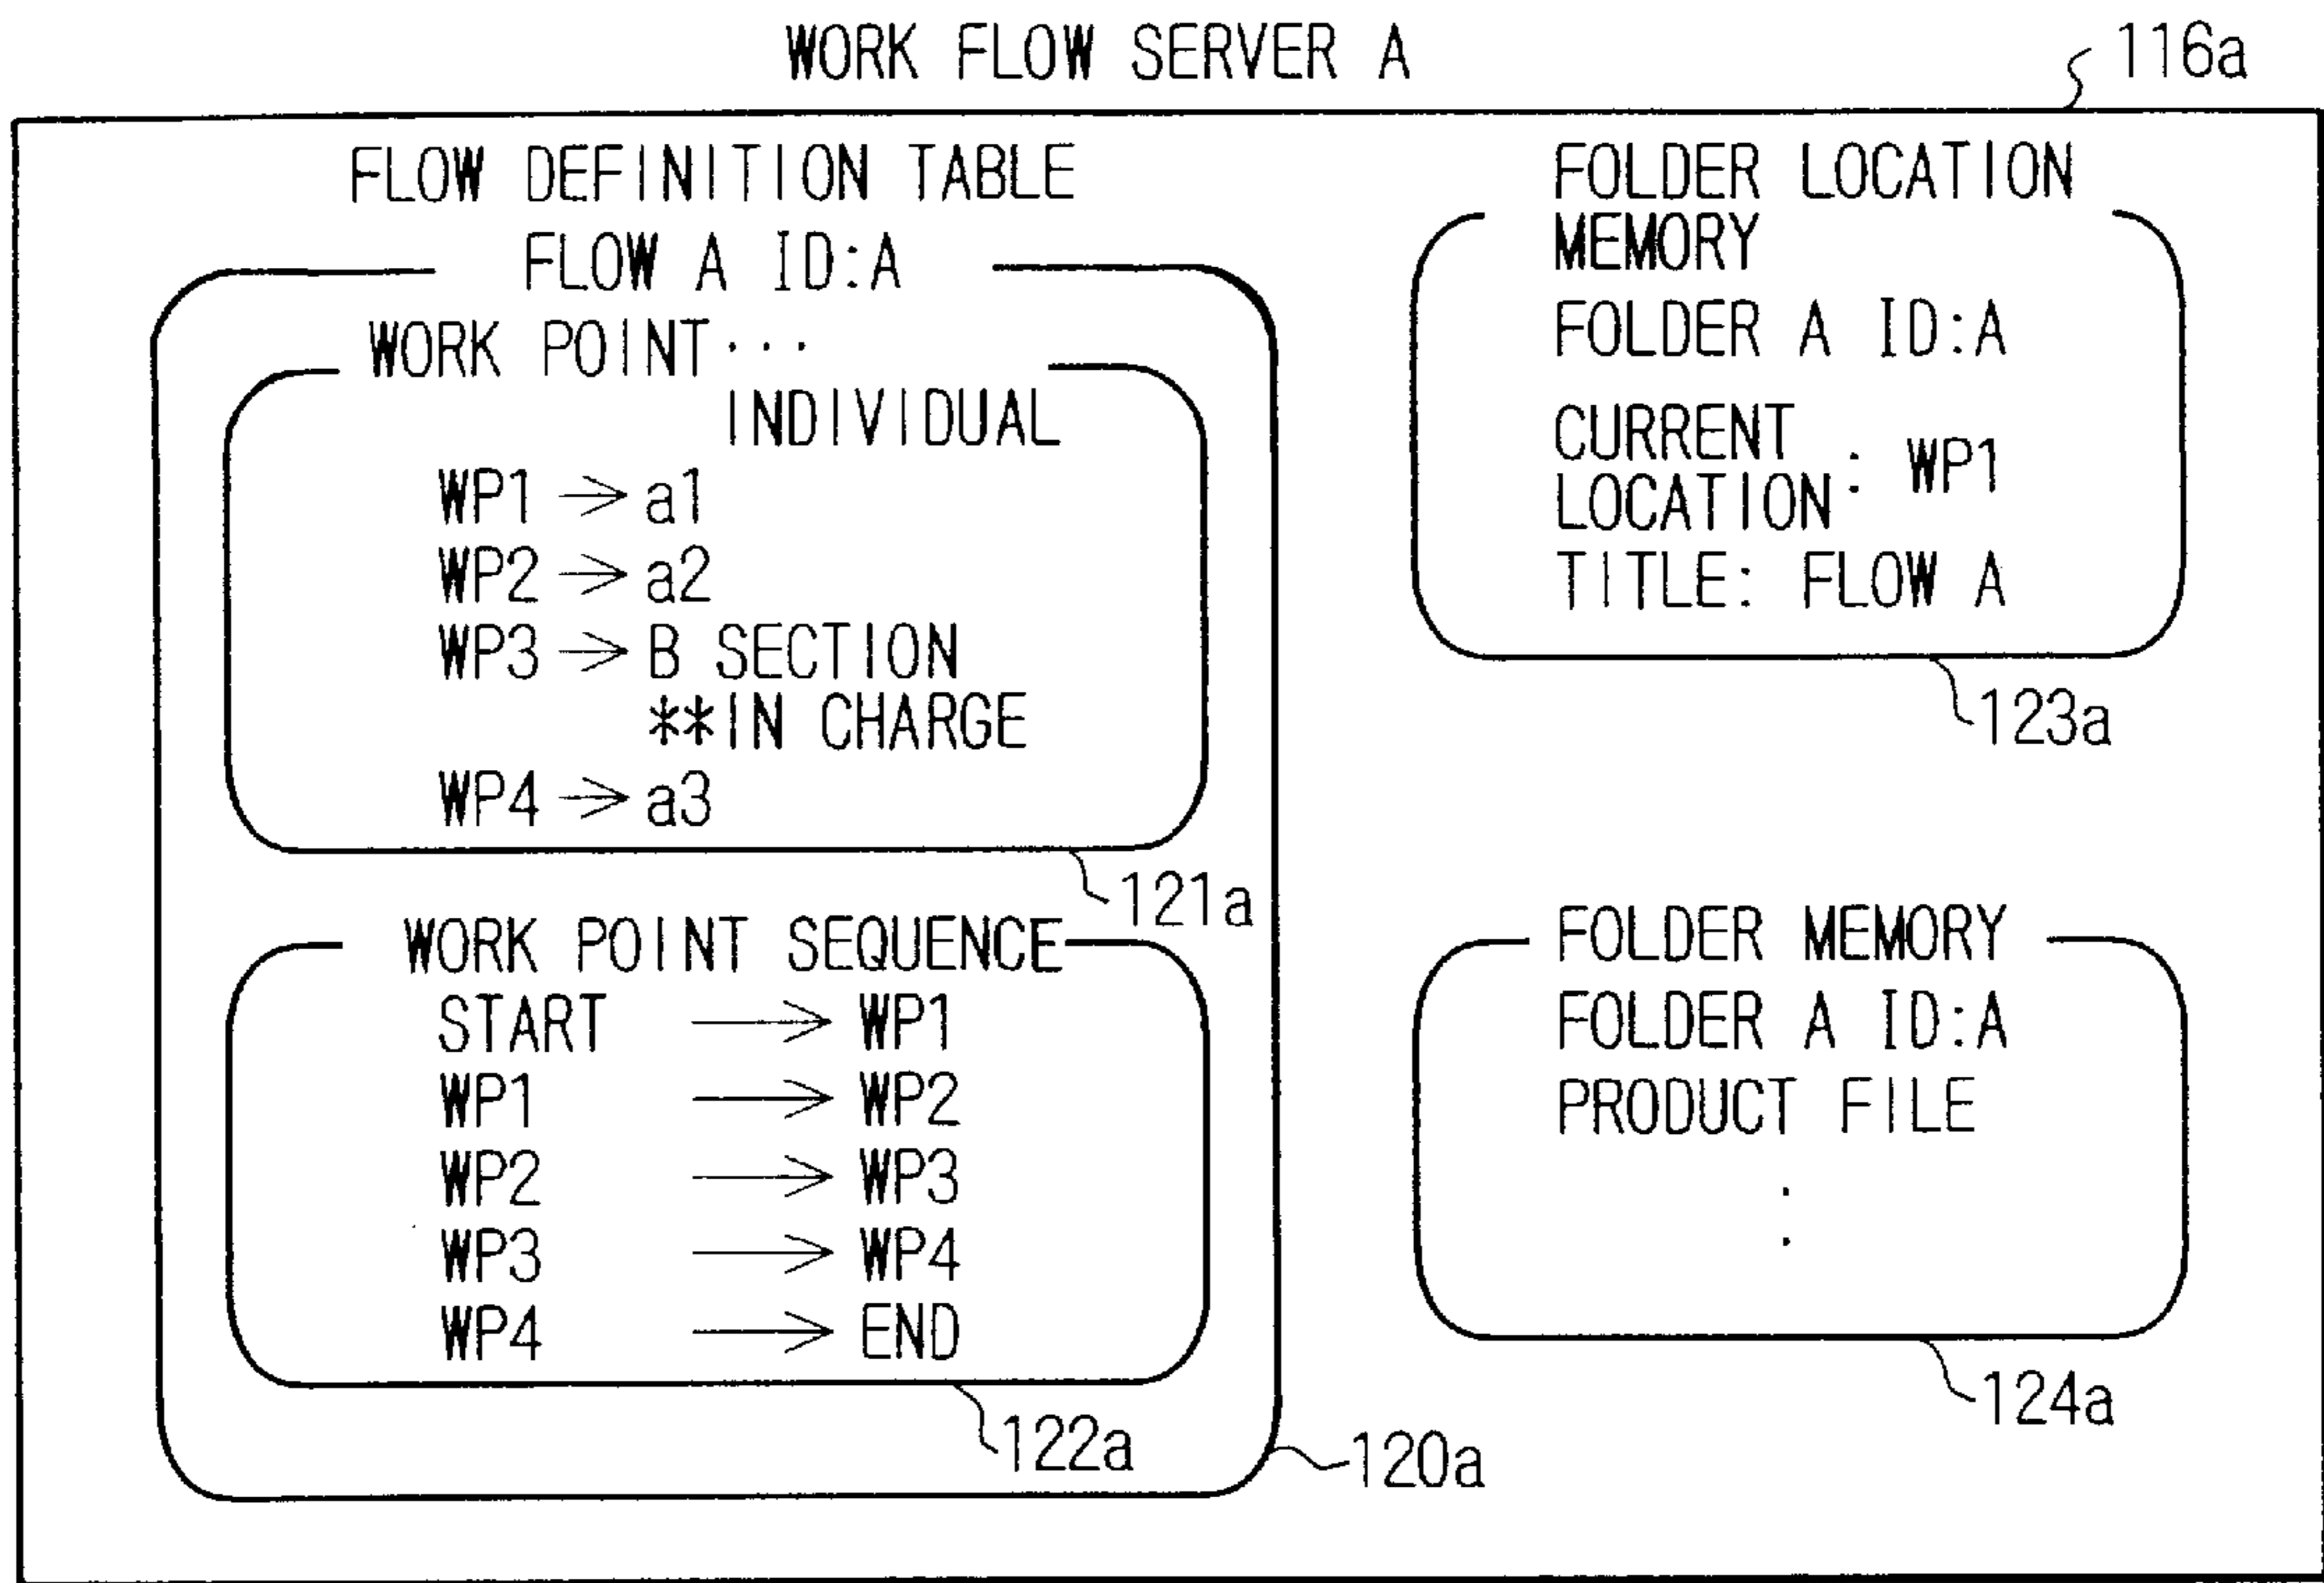 WORK FLOW SERVER A
116a
FLOW DEFINITION TABLE
FLOW A ID:A
WORK POINT...
INDIVIDUAL
WP1 → a1
WP2 → a2
WP3 → B SECTION
**IN CHARGE
WP4 → a3
121a
WORK POINT SEQUENCE
START → WP1
WP1 → WP2
WP2 → WP3
WP3 → WP4
WP4 → END
122a
120a
FOLDER LOCATION
MEMORY
FOLDER A ID:A
CURRENT
LOCATION : WP1
TITLE: FLOW A
123a
FOLDER MEMORY
FOLDER A ID:A
PRODUCT FILE
:
124a